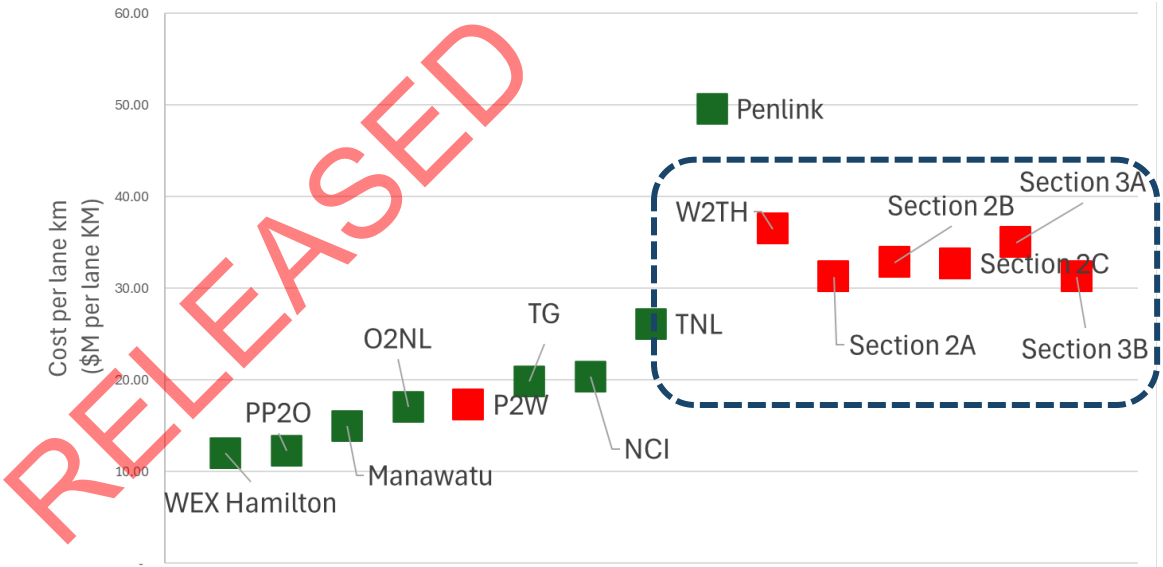 60.00
50.00
40.00
30.00
20.00
10.00
-
Cost per lane km
($M per lane KM)
RELEASED
WEX Hamilton
PP2O
Manawatu
O2NL
P2W
TG
NCI
TNL
Penlink
W2TH
Section 2A
Section 2B
Section 2C
Section 3A
Section 3B